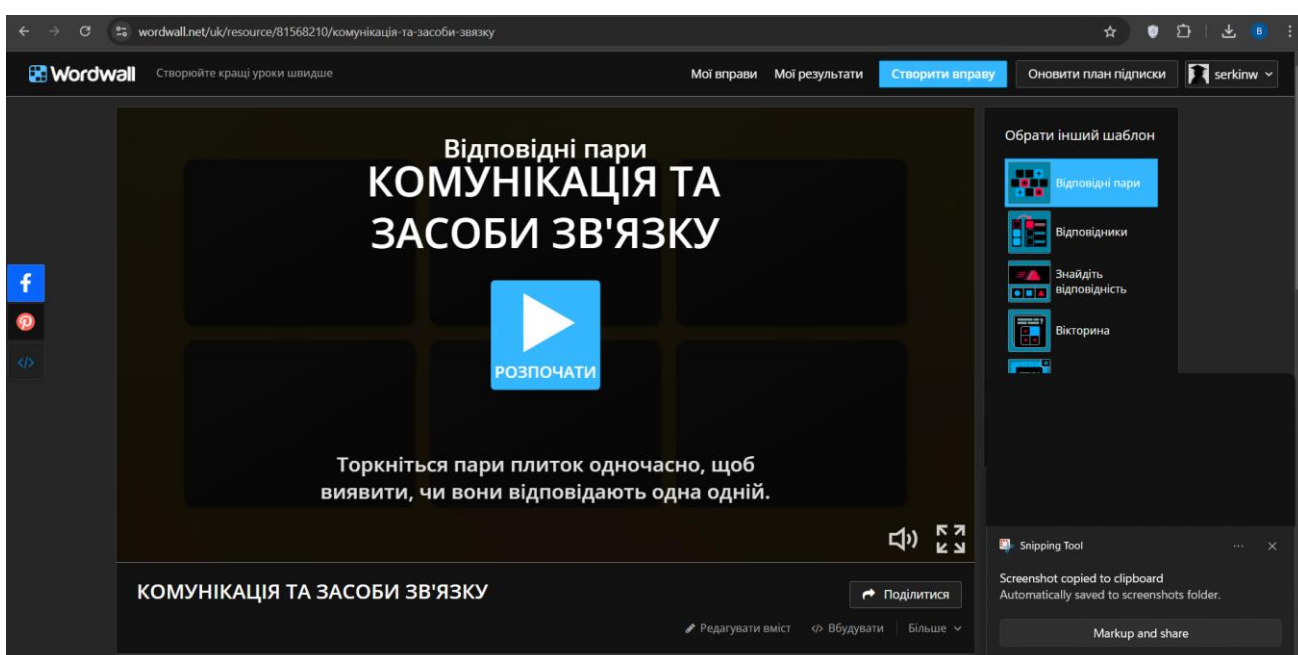 wordwall.net/uk/resource/81568210/комунікація-та-засоби-звязку
B
Wordwall
Створюйте кращі уроки швидше
Мої вправи
Мої результати
Створити вправу
Оновити план підписки
serkinw
Відповідні пари
КОМУНІКАЦІЯ ТА
ЗАСОБИ ЗВ'ЯЗКУ
РОЗПОЧАТИ
Торкніться пари плиток одночасно, щоб
виявити, чи вони відповідають одна одній.
Обрати інший шаблон
Відповідні пари
Відповідники
Знайдіть
відповідність
Вікторина
f
</>
КОМУНІКАЦІЯ ТА ЗАСОБИ ЗВ'ЯЗКУ
Поділитися
Редагувати вміст
</> Вбудувати
Більше
Snipping Tool
Screenshot copied to clipboard
Automatically saved to screenshots folder.
Markup and share